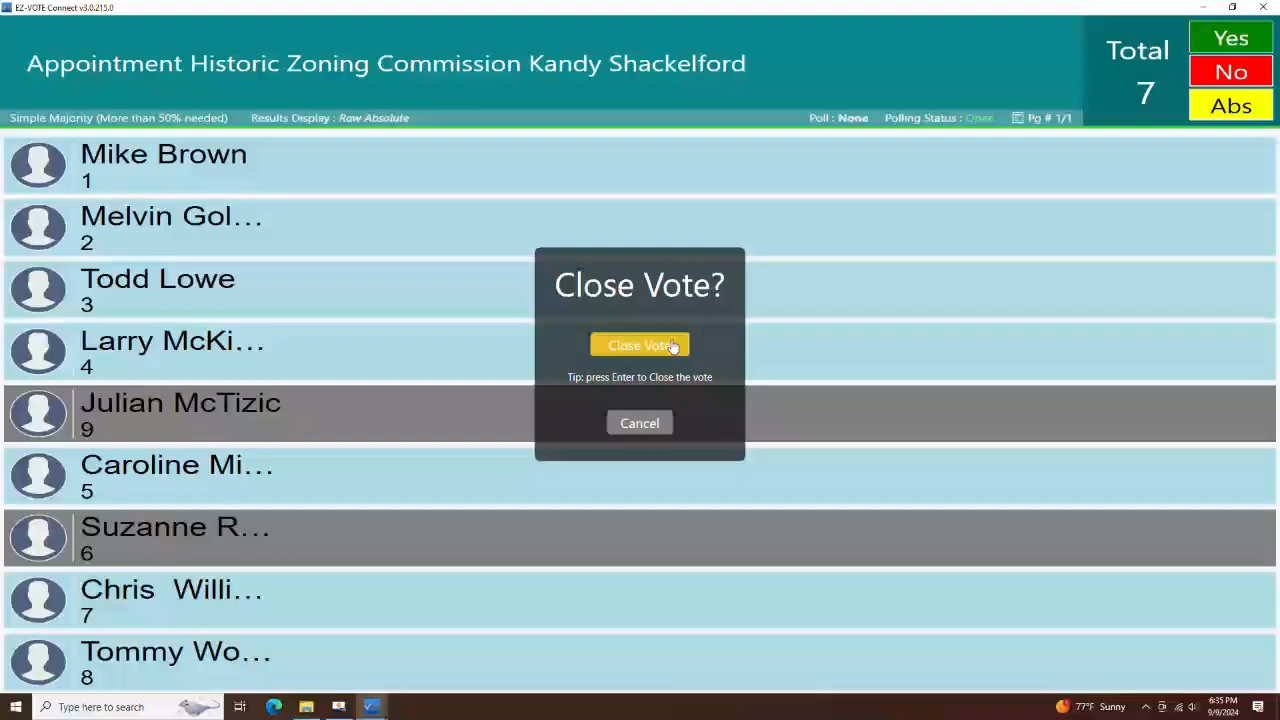 EZ-VOTE Connect v3.0.215.0
Appointment Historic Zoning Commission Kandy Shackelford
Total
7
Yes
No
Abs
Simple Majority (More than 50% needed) Results Display : Raw Absolute Poll : None Polling Status : Open Pg # 1/1
Mike Brown
1
Melvin Gol...
2
Todd Lowe
3
Larry McKi...
4
Julian McTizic
9
Caroline Mi...
5
Suzanne R...
6
Chris Willi...
7
Tommy Wo...
8
Close Vote?
Close Vote
Tip: press Enter to Close the vote
Cancel
Type here to search
77°F Sunny
6:35 PM
9/9/2024